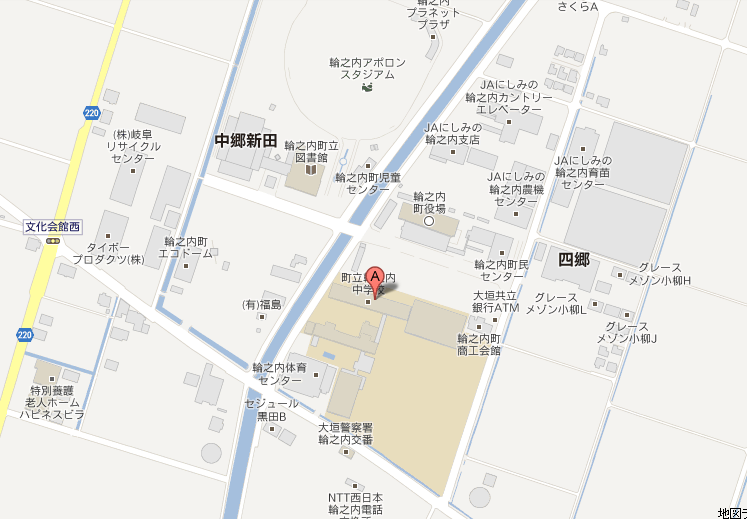 輪之内
プラネット
プラザ
さくらA
輪之内アポロン
スタジアム
JAにしみの
輪之内カントリー
エレベーター
220
(株)岐阜
リサイクル
センター
中郷新田
輪之内町立
図書館
JAにしみの
輪之内支店
JAにしみの
輪之内育苗
センター
輪之内町児童
センター
JAにしみの
輪之内農機
センター
輪之内
町役場
文化会館西
タイボー
プロダクツ(株)
輪之内町
エコドーム
輪之内町民
センター
四郷
グレース
メゾン小柳H
A
町立
内
中学校
大垣共立
銀行ATM
グレース
メゾン小柳L
(有)福島
グレース
メゾン小柳J
220
輪之内町
商工会館
輪之内体育
センター
特別養護
老人ホーム
ハピネスビラ
セジュール
黒田B
大垣警察署
輪之内交番
NTT西日本
輪之内電話
地図